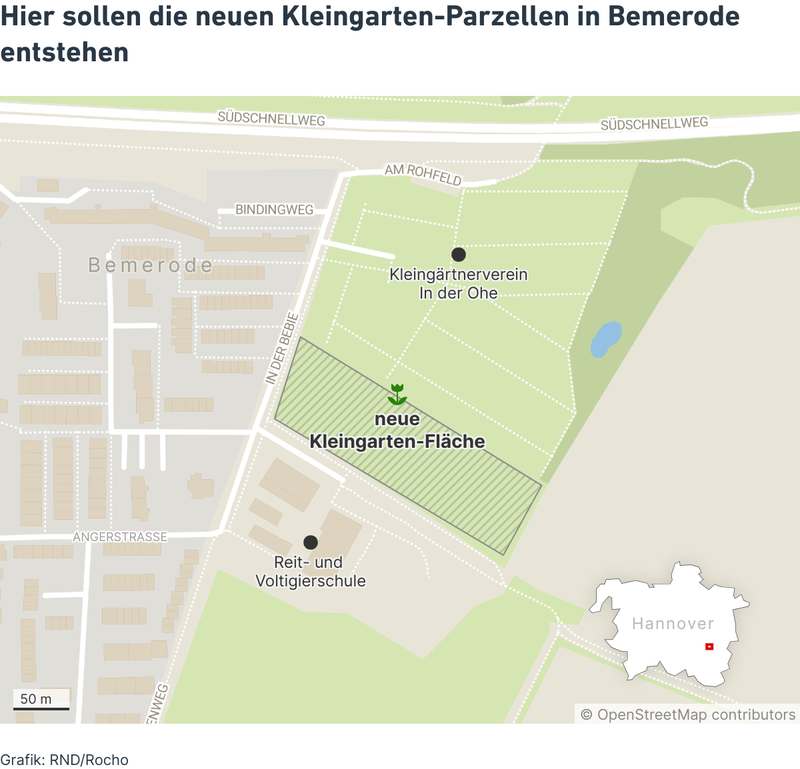 Hier sollen die neuen Kleingarten-Parzellen in Bemerode
entstehen
SÜDSCHNELLWEG
SÜDSCHNELLWEG
AM ROHFELD
BINDINGWEG
Bemerode
Kleingärtnerverein
In der Ohe
IN DER BEBIE
neue
Kleingarten-Fläche
ANGERSTRASSE
Reit- und
Voltigierschule
Hannover
ENWEG
50 m
© OpenStreetMap contributors
Grafik: RND/Rocho